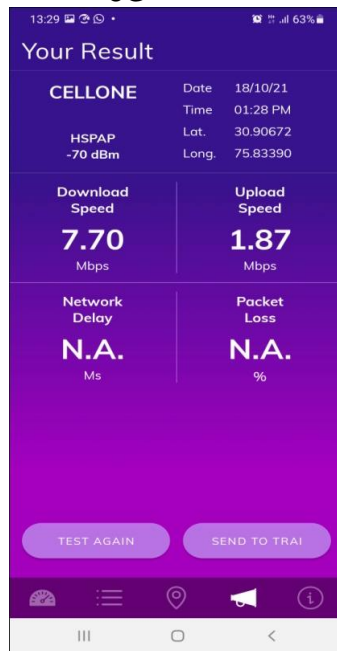 13:29 63%
Your Result
CELLONE
HSPAP
-70 dBm
Date 18/10/21
Time 01:28 PM
Lat. 30.90672
Long. 75.83390
Download
Speed
7.70
Mbps
Upload
Speed
1.87
Mbps
Network
Delay
N.A.
Ms
Packet
Loss
N.A.
%
TEST AGAIN
SEND TO TRAI